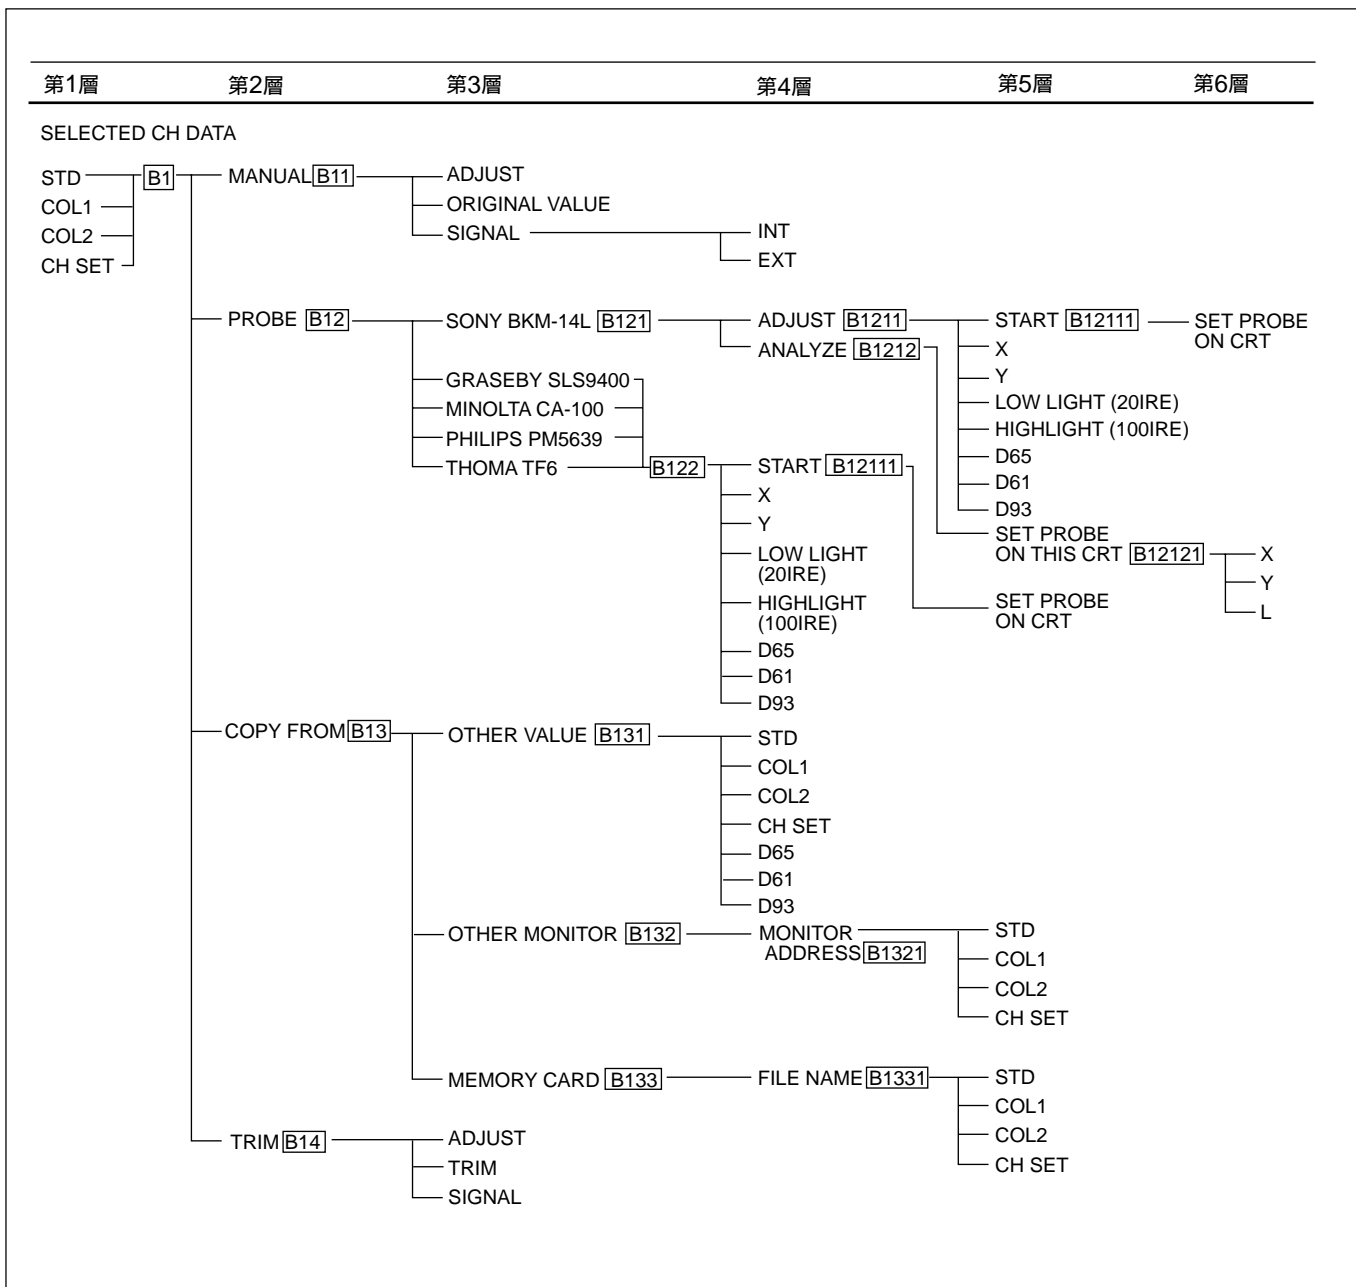 第1層 第2層 第3層 第4層 第5層 第6層
SELECTED CH DATA
STD B1 MANUAL B11 ADJUST
COL1 ORIGINAL VALUE
COL2 SIGNAL INT
CH SET EXT
PROBE B12 SONY BKM-14L B121 ADJUST B1211 START B12111 SET PROBE
ON CRT
ANALYZE B1212 X
Y
GRASEBY SLS9400
LOW LIGHT (20IRE)
MINOLTA CA-100
HIGHLIGHT (100IRE)
PHILIPS PM5639
D65
THOMA TF6 B122 START B12111
D61
X
D93
Y
SET PROBE
ON THIS CRT B12121 X
LOW LIGHT
(20IRE)
Y
HIGHLIGHT
(100IRE)
SET PROBE
ON CRT
L
D65
D61
D93
COPY FROM B13 OTHER VALUE B131 STD
COL1
COL2
CH SET
D65
D61
D93
OTHER MONITOR B132 MONITOR
ADDRESS B1321
STD
COL1
COL2
CH SET
MEMORY CARD B133 FILE NAME B1331 STD
COL1
COL2
CH SET
TRIM B14 ADJUST
TRIM
SIGNAL